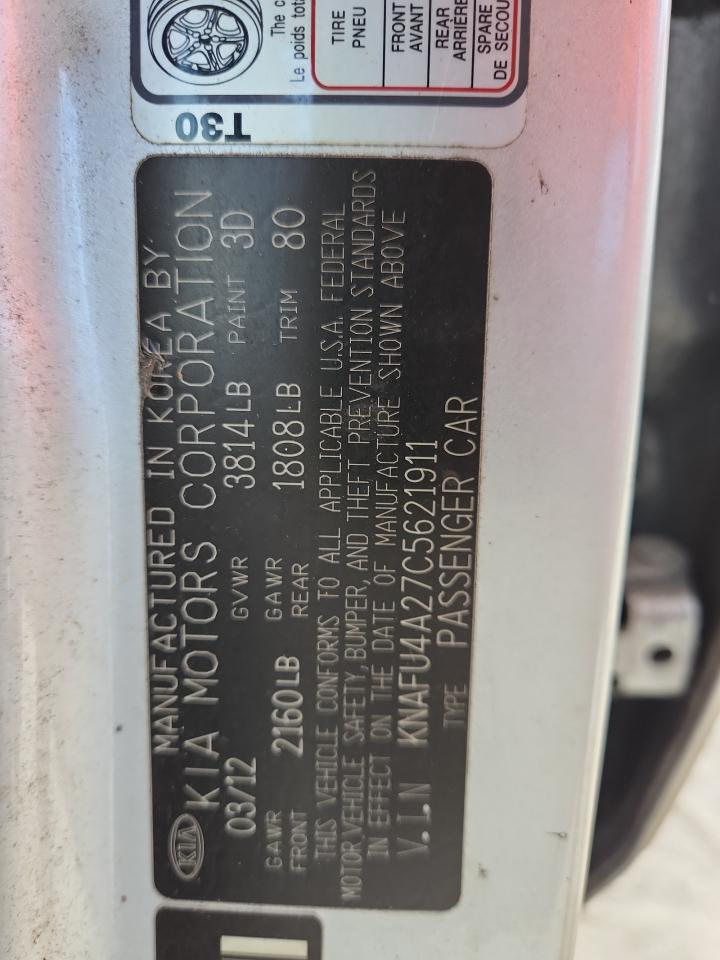 The c
Le poids tot
TIRE
PNEU
FRONT
AVANT
REAR
ARRIÈRE
SPARE
DE SECOU
T30
MANUFACTURED IN KOREA BY
KIA KIA MOTORS CORPORATION
03/12 GVWR 3814LB PAINT 3D
GAWR FRONT 2160LB GAWR REAR 1808LB TRIM 80
THIS VEHICLE CONFORMS TO ALL APPLICABLE U.S.A. FEDERAL
MOTOR VEHICLE SAFETY, BUMPER, AND THEFT PREVENTION STANDARDS
IN EFFECT ON THE DATE OF MANUFACTURE SHOWN ABOVE
V.I.N KNAFU4A27C5621911
TYPE PASSENGER CAR